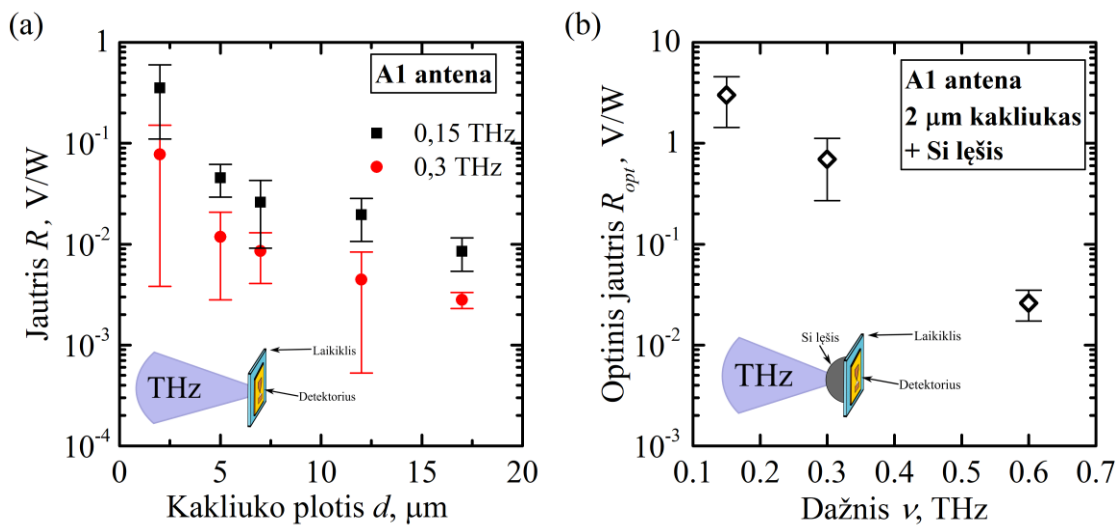 (a)
1
10⁻¹
10⁻²
10⁻³
10⁻⁴
Jautris R, V/W
A1 antena
0,15 THz
0,3 THz
THz
Laikiklis
Detektorius
0
5
10
15
20
Kakliuko plotis d, μm
(b)
10
1
10⁻¹
10⁻²
10⁻³
Optinis jautris Rₒₚₜ, V/W
A1 antena
2 μm kakliukas
+ Si lęšis
Si lęšis
THz
Laikiklis
Detektorius
0.1
0.2
0.3
0.4
0.5
0.6
0.7
Dažnis ν, THz